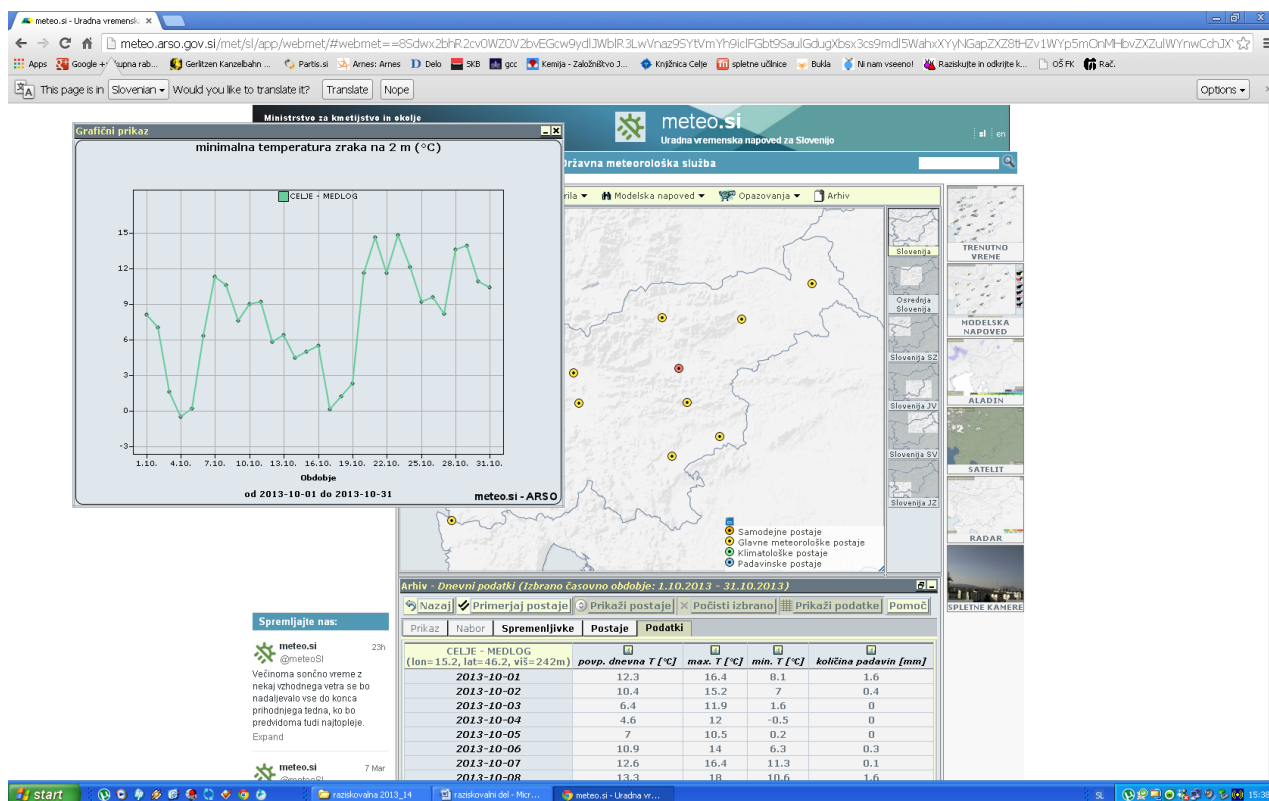 meteo.si - Uradna vremensk
meteo.arso.gov.si/met/sl/app/webmet/#webmet
Apps
Gerlitzen Kanzelbahn ...
Partis.si
Arnes: Arnes
Delo
SKB
gcc
Kemija - Založništvo J...
Knjižnica Celje
spletne učilnice
Bukla
Ni nam vseeno!
Raziskujte in odkrijte k...
OŠ FK
Rač.
This page is in Slovenian Would you like to translate it? Translate Nope
Options
Ministrstvo za kmetijstvo in okolje
meteo.si
Uradna vremenska napoved za Slovenijo
sl en
Državna meteorološka služba
Grafični prikaz
minimalna temperatura zraka na 2 m (°C)
CELJE - MEDLOG
15
12
9
6
3
0
-3
1.10. 4.10. 7.10. 10.10. 13.10. 16.10. 19.10. 22.10. 25.10. 28.10. 31.10.
Obdobje
od 2013-10-01 do 2013-10-31
meteo.si - ARSO
rila Modelska napoved Opazovanja Arhiv
Slovenija
Osrednja Slovenija
Slovenija SZ
Slovenija JV
Slovenija SV
Slovenija JZ
TRENUTNO VREME
MODELSKA NAPOVED
ALADIN
SATELIT
RADAR
SPLETNE KAMERE
Samodejne postaje
Glavne meteorološke postaje
Klimatološke postaje
Padavinske postaje
Arhiv - Dnevni podatki (Izbrano časovno obdobje: 1.10.2013 - 31.10.2013)
Nazaj Primerjaj postaje Prikaži postaje Počisti izbrano Prikaži podatke Pomoč
Prikaz Nabor Spremenljivke Postaje Podatki
CELJE - MEDLOG
(lon=15.2, lat=46.2, viš=242m) povp. dnevna T [°C] max. T [°C] min. T [°C] količina padavin [mm]
2013-10-01 12.3 16.4 8.1 1.6
2013-10-02 10.4 15.2 7 0.4
2013-10-03 6.4 11.9 1.6 0
2013-10-04 4.6 12 -0.5 0
2013-10-05 7 10.5 0.2 0
2013-10-06 10.9 14 6.3 0.3
2013-10-07 12.6 16.4 11.3 0.1
2013-10-08 13.3 18 10.6 1.6
Spremljajte nas:
meteo.si 23h
@meteoSI
Večinoma sončno vreme z
nekaj vzhodnega vetra se bo
nadaljevalo vse do konca
prihodnjega tedna, ko bo
predvidoma tudi najtopleje.
Expand
meteo.si 7 Mar
@meteoSI
start
raziskovalna 2013_14
raziskovalni del - Micr...
meteo.si - Uradna vr...
SL
15:38